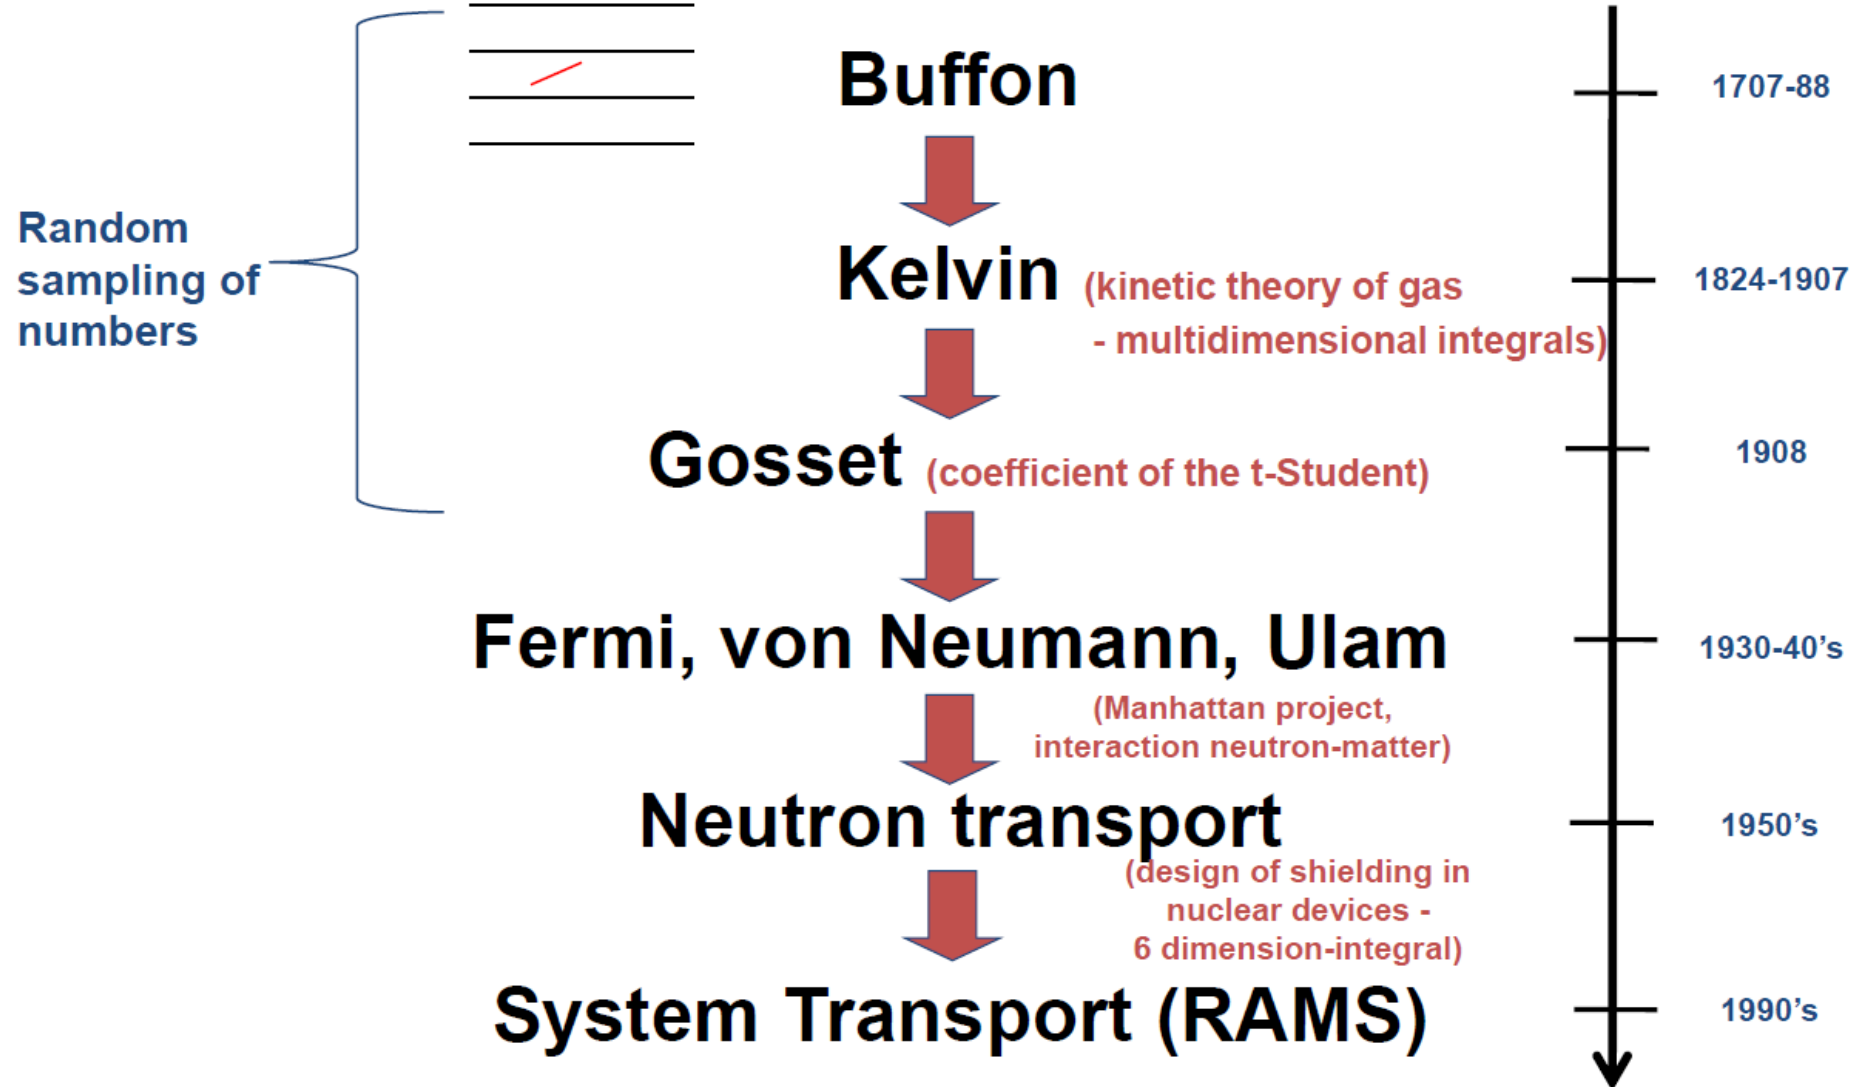 Buffon
1707-88
Random
sampling of
numbers
Kelvin (kinetic theory of gas
- multidimensional integrals)
1824-1907
Gosset (coefficient of the t-Student)
1908
Fermi, von Neumann, Ulam
1930-40’s
(Manhattan project,
interaction neutron-matter)
Neutron transport
1950’s
(design of shielding in
nuclear devices -
6 dimension-integral)
System Transport (RAMS)
1990’s